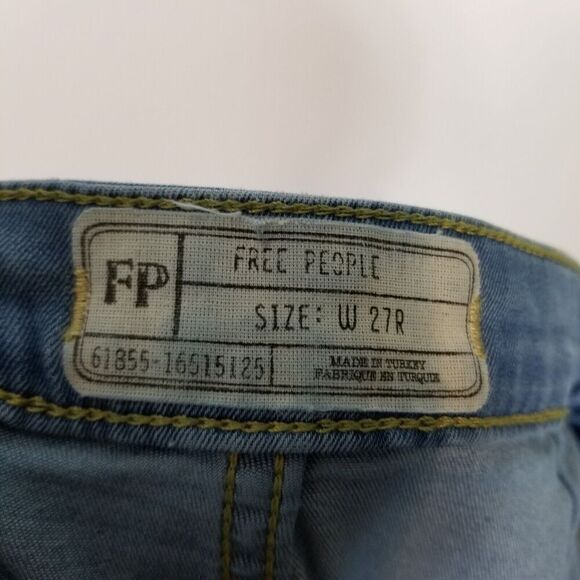 FP
FREE PEOPLE
SIZE: W 27R
61855-16515125
MADE IN TURKEY
FABRIQUE EN TURQUIE